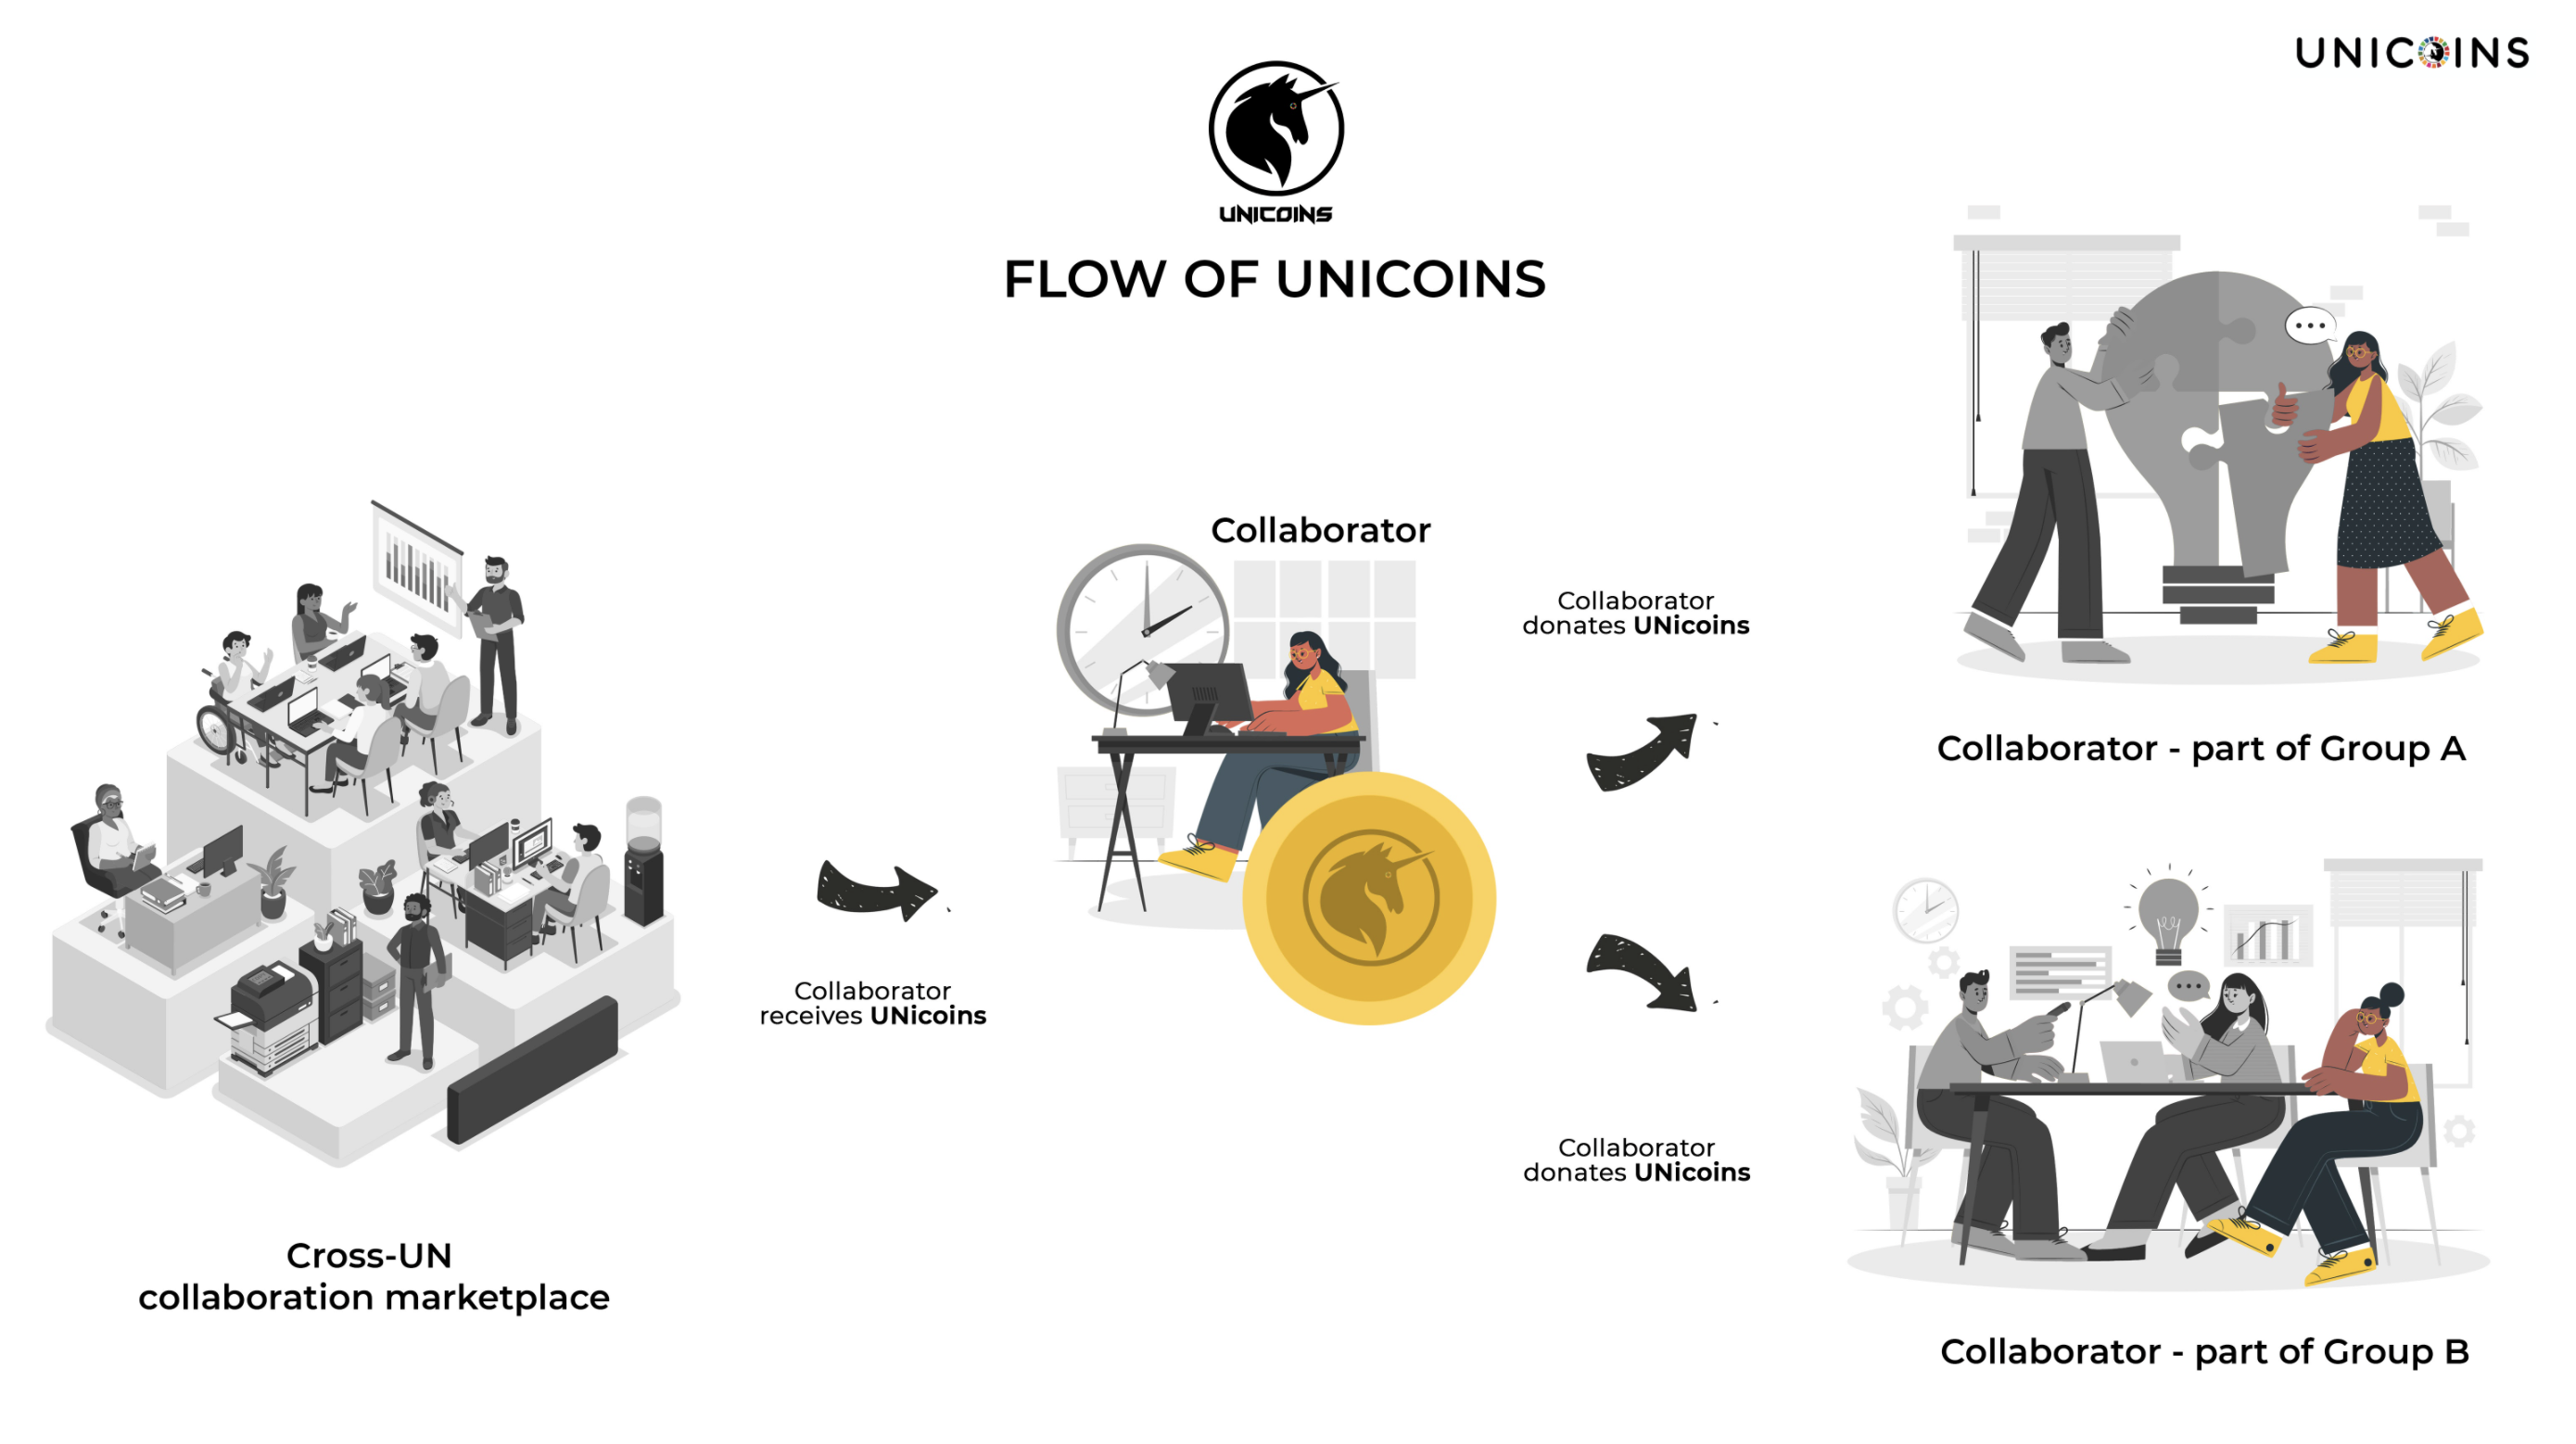 UNICOINS
UNICOINS
FLOW OF UNICOINS
Collaborator
Collaborator
donates UNicoins
Collaborator - part of Group A
Collaborator
receives UNicoins
Collaborator
donates UNicoins
Cross-UN
collaboration marketplace
Collaborator - part of Group B